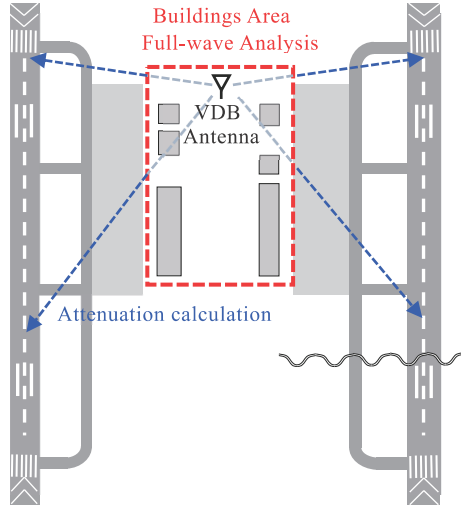 Buildings Area
Full-wave Analysis
VDB
Antenna
Attenuation calculation